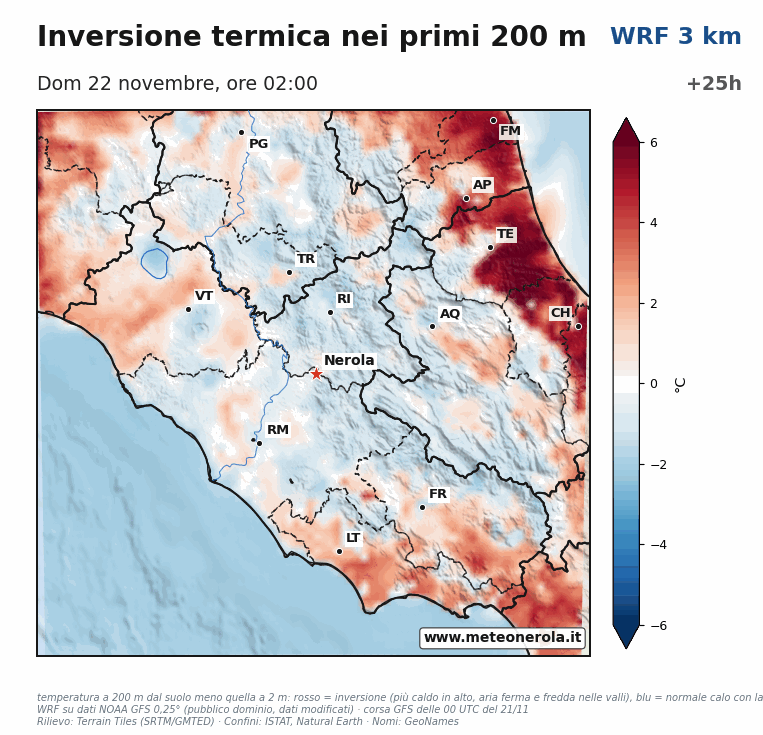 Inversione termica nei primi 200 m
WRF 3 km
Dom 22 novembre, ore 02:00
+25h
FM
PG
AP
TE
TR
VT
RI
AQ
CH
Nerola
RM
FR
LT
6
4
2
0
−2
−4
−6
°C
www.meteonerola.it
temperatura a 200 m dal suolo meno quella a 2 m: rosso = inversione (più caldo in alto, aria ferma e fredda nelle valli), blu = normale calo con la
WRF su dati NOAA GFS 0,25° (pubblico dominio, dati modificati) · corsa GFS delle 00 UTC del 21/11
Rilievo: Terrain Tiles (SRTM/GMTED) · Confini: ISTAT, Natural Earth · Nomi: GeoNames